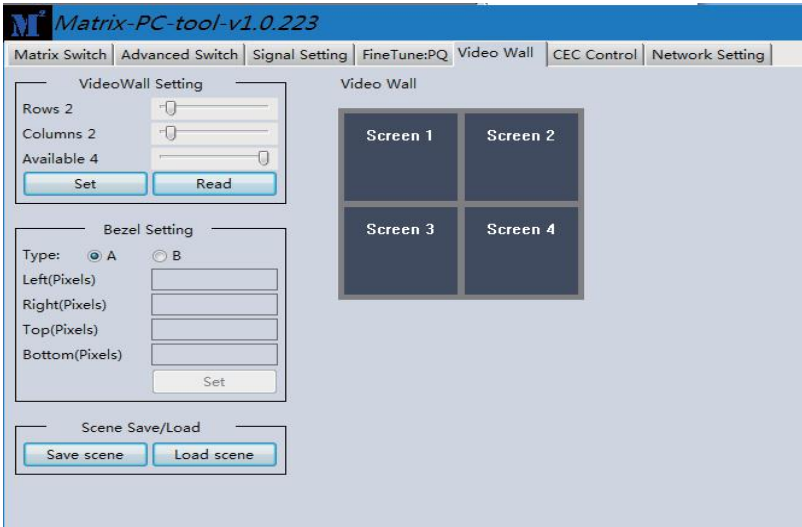 M Matrix-PC-tool-v1.0.223
Matrix Switch Advanced Switch Signal Setting FineTune:PQ Video Wall CEC Control Network Setting
VideoWall Setting
Rows 2
Columns 2
Available 4
Set Read
Bezel Setting
Type: A B
Left(Pixels)
Right(Pixels)
Top(Pixels)
Bottom(Pixels)
Set
Scene Save/Load
Save scene Load scene
Video Wall
Screen 1 Screen 2
Screen 3 Screen 4